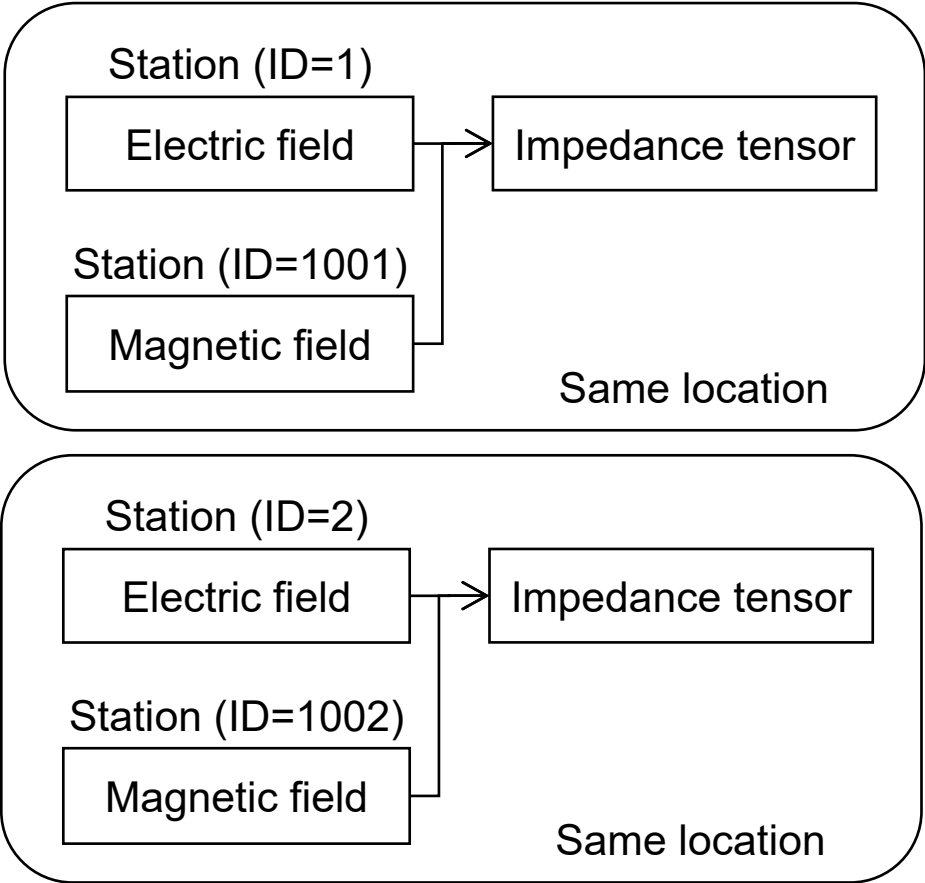 Station (ID=1)
Electric field
Impedance tensor
Station (ID=1001)
Magnetic field
Same location
Station (ID=2)
Electric field
Impedance tensor
Station (ID=1002)
Magnetic field
Same location